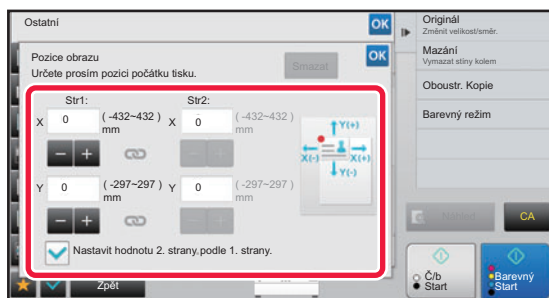 Ostatní
OK
Pozice obrazu
Určete prosím pozici počátku tisku.
Smazat
OK
Str1:
Str2:
X
0
(-432~432)
mm
X
0
(-432~432)
mm
Y
0
(-297~297)
mm
Y
0
(-297~297)
mm
Y(+)
X(-)
X(+)
Y(-)
Nastavit hodnotu 2. strany,podle 1. strany.
Zpět
Originál
Změnit velikost/směr.
Mazání
Vymazat stíny kolem
Oboustr. Kopie
Barevný režim
Náhled
CA
Č/b
Start
Barevný
Start